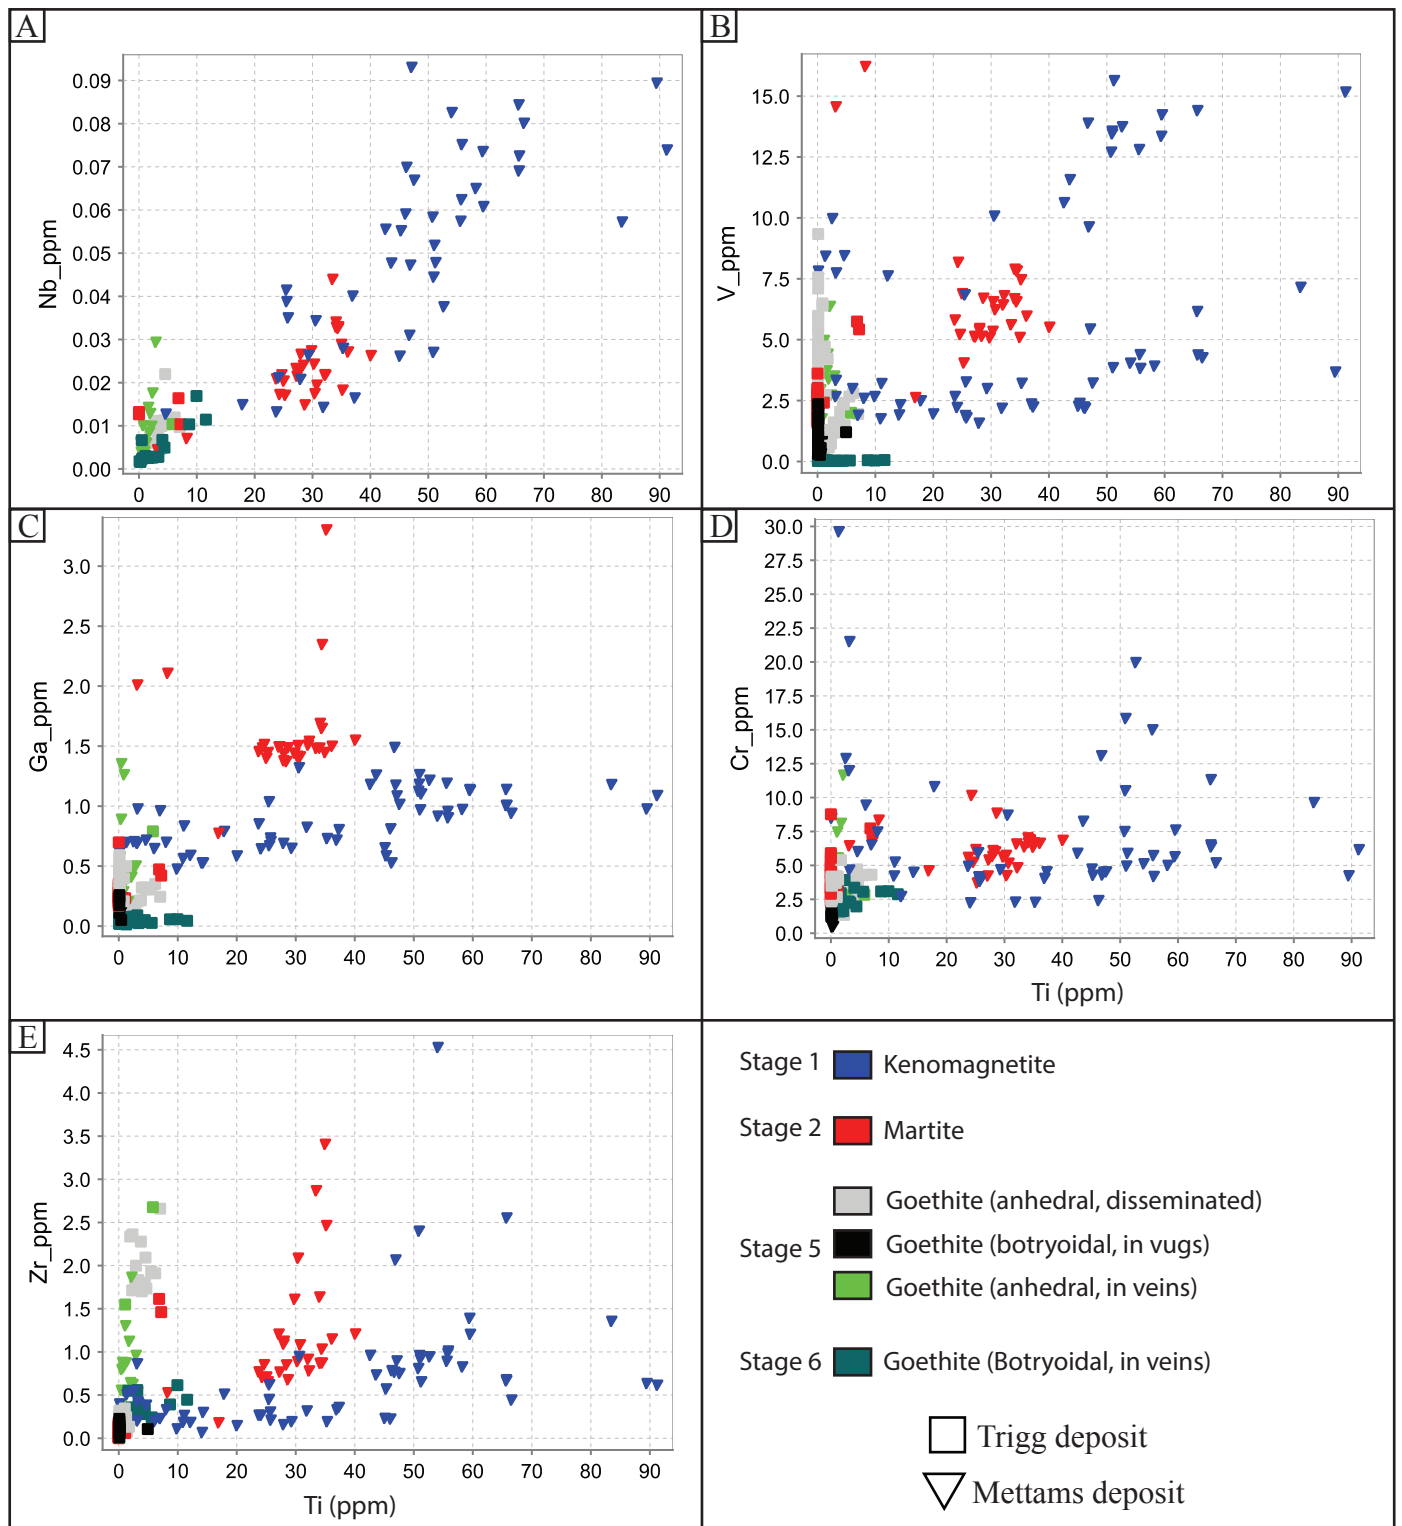 A
Nb_ppm
0.09
0.08
0.07
0.06
0.05
0.04
0.03
0.02
0.01
0.00
0 10 20 30 40 50 60 70 80 90
B
V_ppm
15.0
12.5
10.0
7.5
5.0
2.5
0.0
0 10 20 30 40 50 60 70 80 90
C
Ga_ppm
3.0
2.5
2.0
1.5
1.0
0.5
0.0
0 10 20 30 40 50 60 70 80 90
D
Cr_ppm
30.0
27.5
25.0
22.5
20.0
17.5
15.0
12.5
10.0
7.5
5.0
2.5
0.0
0 10 20 30 40 50 60 70 80 90
Ti (ppm)
E
Zr_ppm
4.5
4.0
3.5
3.0
2.5
2.0
1.5
1.0
0.5
0.0
0 10 20 30 40 50 60 70 80 90
Ti (ppm)
Stage 1 Kenomagnetite
Stage 2 Martite
Goethite (anhedral, disseminated)
Stage 5 Goethite (botryoidal, in vugs)
Goethite (anhedral, in veins)
Stage 6 Goethite (Botryoidal, in veins)
Trigg deposit
Mettams deposit